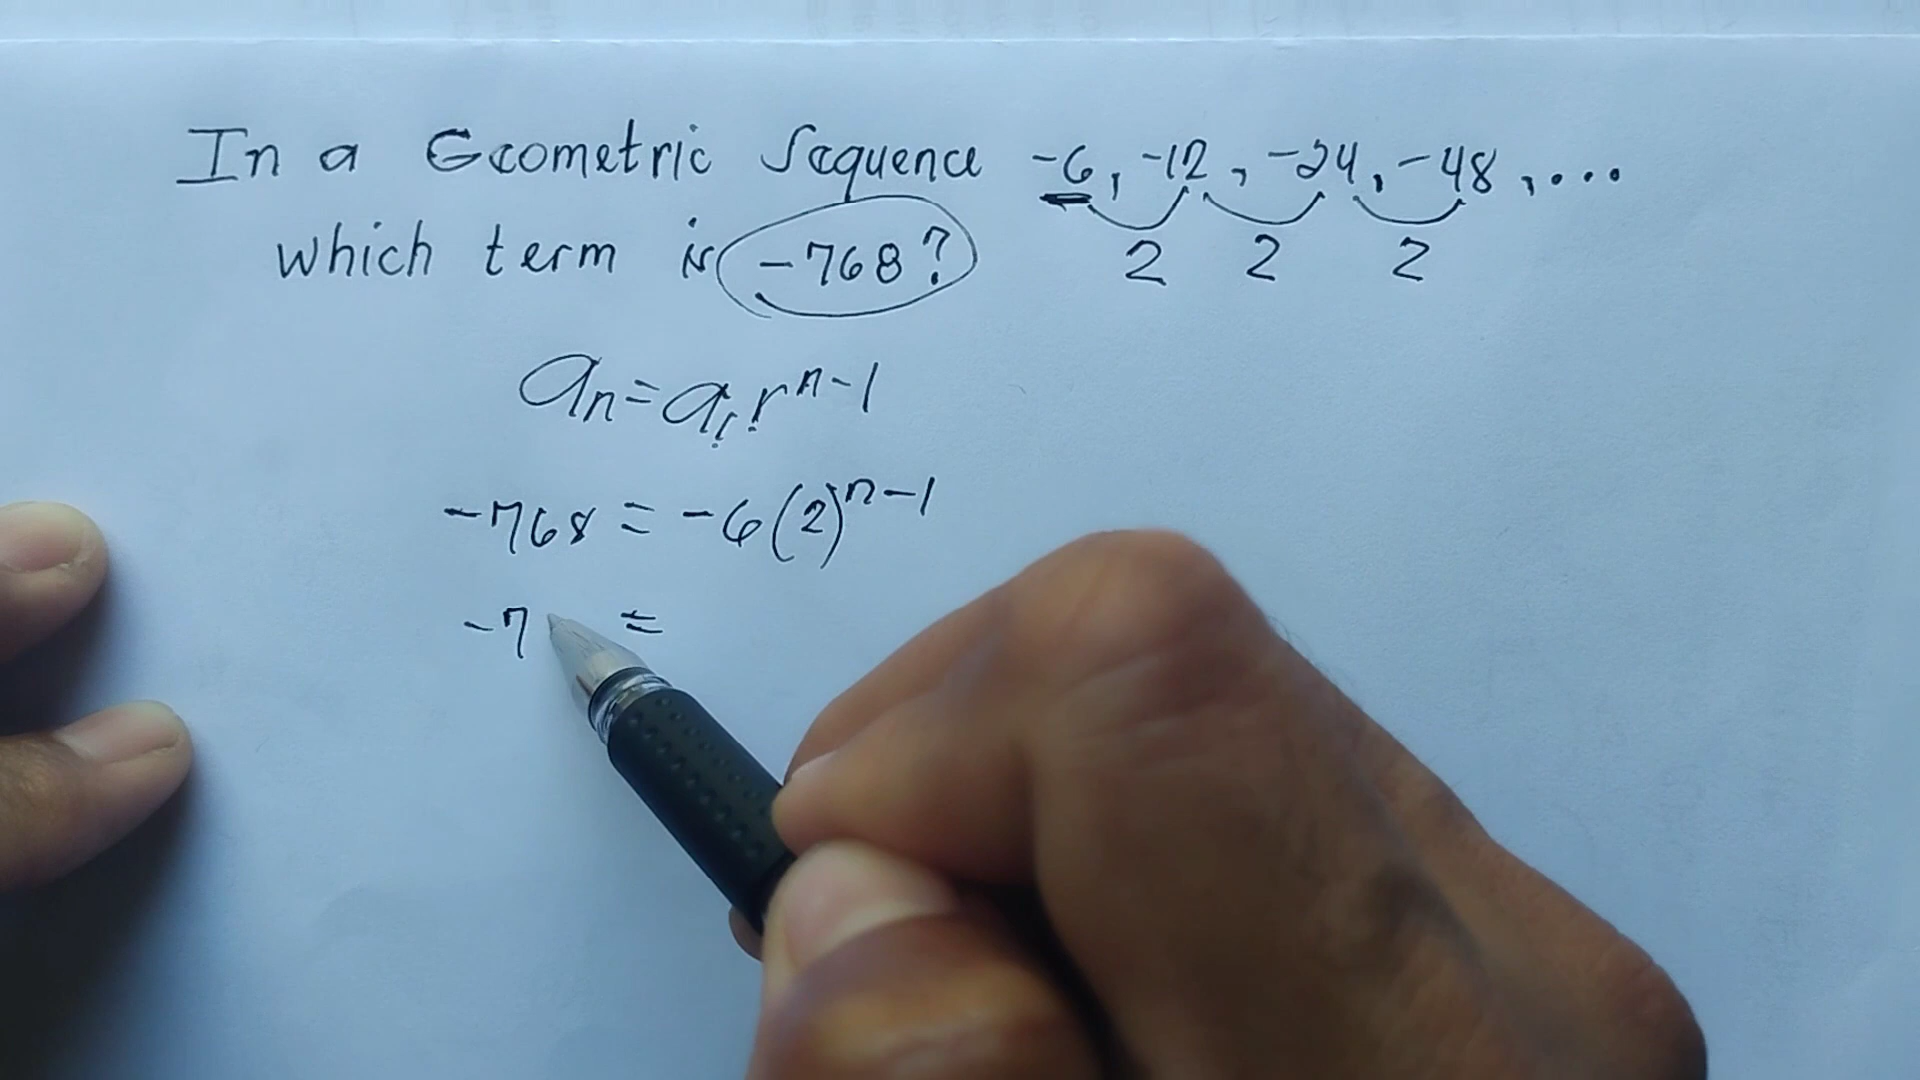 In a Geometric Sequence -6, -12, -24, -48, ...
2 2 2
which term is -768?
aₙ=a₁rⁿ⁻¹
-768 = -6(2)ⁿ⁻¹
-7 =